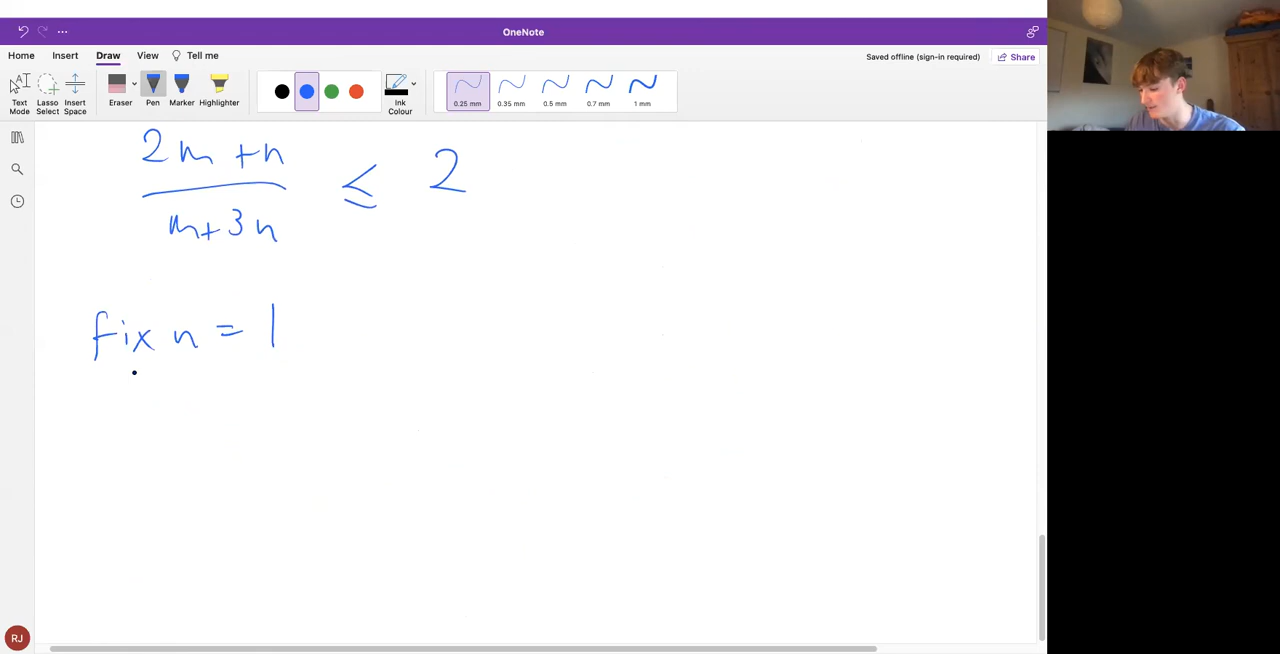 OneNote
Home Insert Draw View Tell me
Saved offline (sign-in required) Share
Text Mode Lasso Select Insert Space Eraser Pen Marker Highlighter Ink Colour 0.25 mm 0.35 mm 0.5 mm 0.7 mm 1 mm
2m + n
m + 3n
≤ 2
fix n = 1
RJ